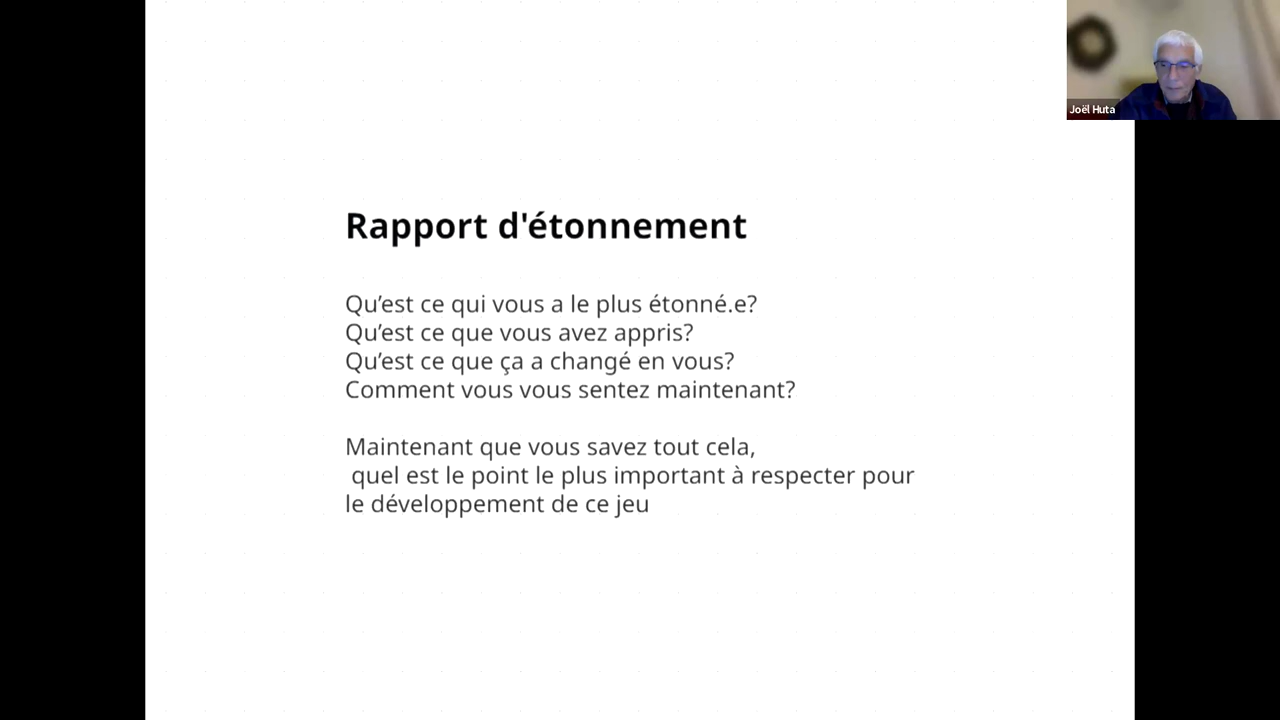 Joël Huta
Rapport d'étonnement
Qu’est ce qui vous a le plus étonné.e?
Qu’est ce que vous avez appris?
Qu’est ce que ça a changé en vous?
Comment vous vous sentez maintenant?
Maintenant que vous savez tout cela,
quel est le point le plus important à respecter pour
le développement de ce jeu